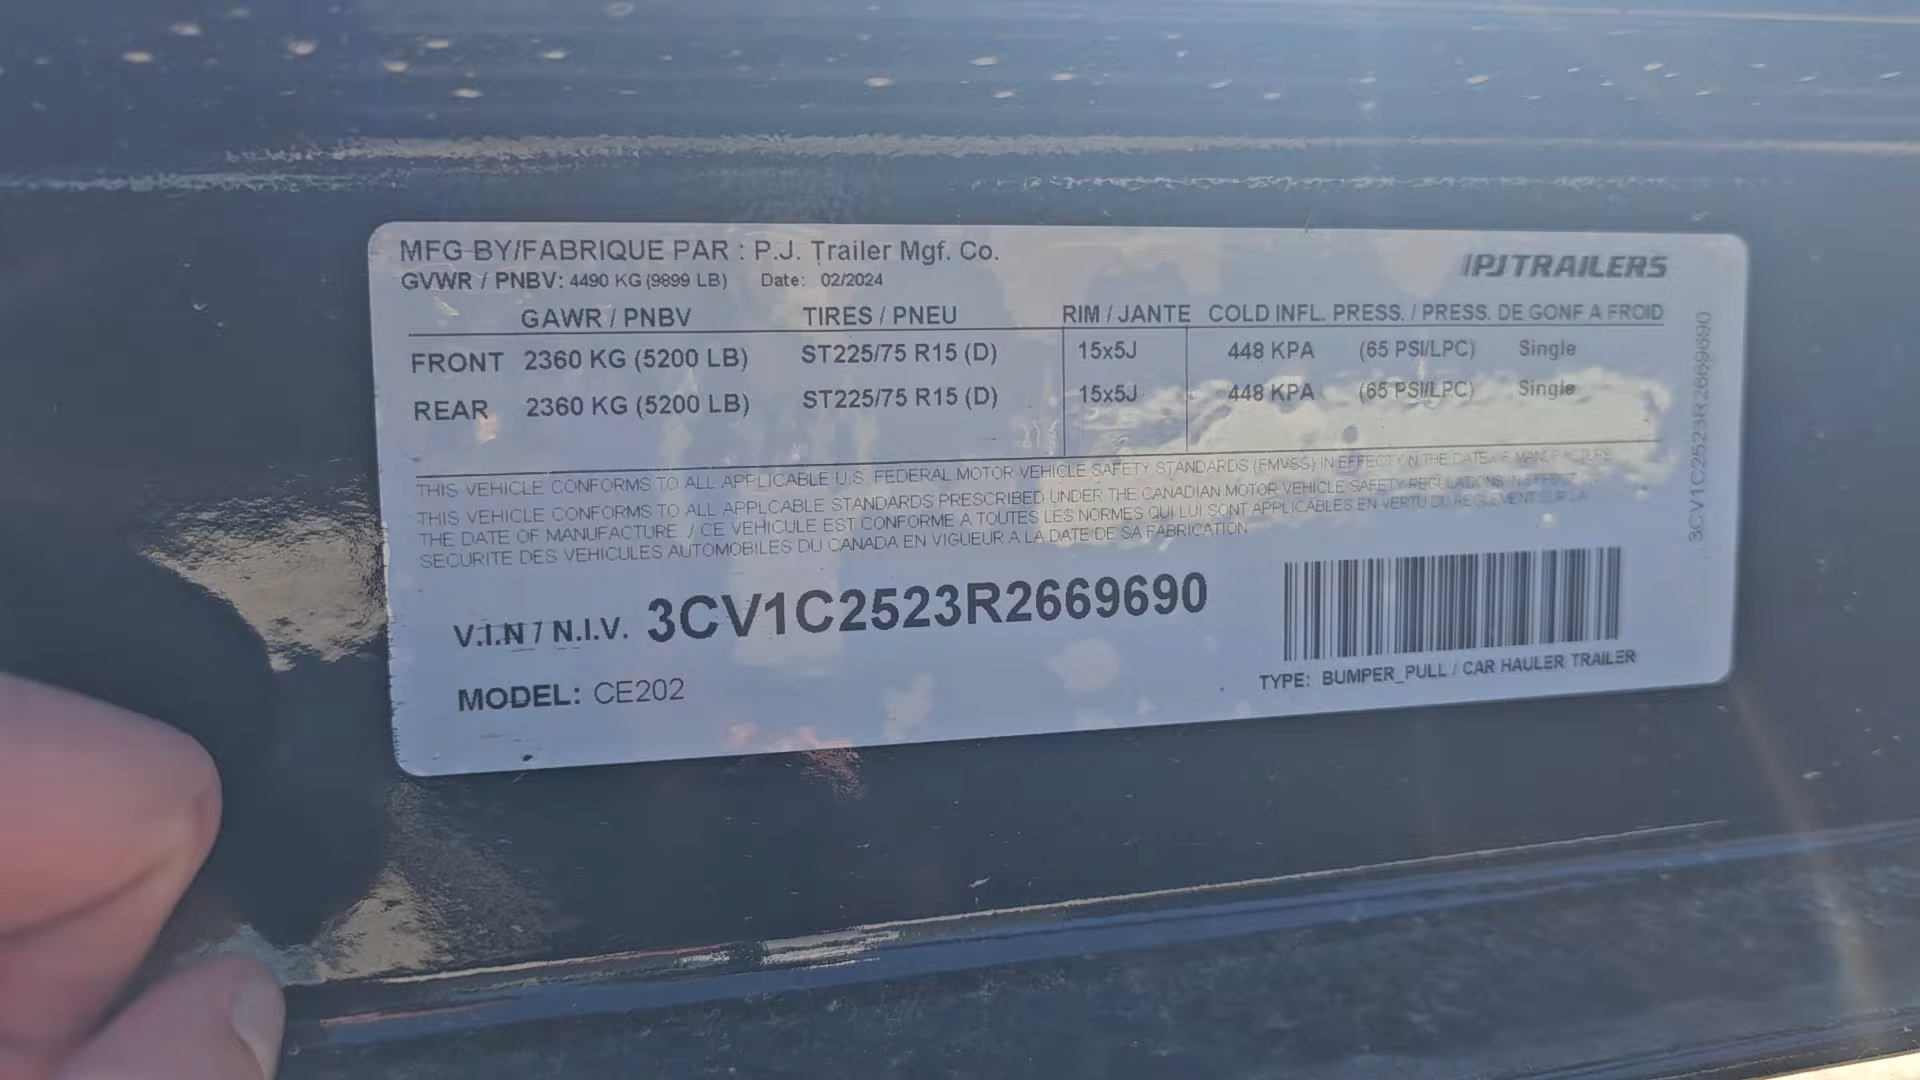 MFG BY/FABRIQUE PAR : P.J. Trailer Mgf. Co.
PJTRAILERS
GVWR / PNBV: 4490 KG (9899 LB) Date: 02/2024
GAWR / PNBV TIRES / PNEU RIM / JANTE COLD INFL. PRESS. / PRESS. DE GONF A FROID
FRONT 2360 KG (5200 LB) ST225/75 R15 (D) 15x5J 448 KPA (65 PSI/LPC) Single
REAR 2360 KG (5200 LB) ST225/75 R15 (D) 15x5J 448 KPA (65 PSI/LPC) Single
THIS VEHICLE CONFORMS TO ALL APPLICABLE U.S. FEDERAL MOTOR VEHICLE SAFETY STANDARDS (FMVSS) IN EFFECT ON THE DATE OF MANUFACTURE
THIS VEHICLE CONFORMS TO ALL APPLCABLE STANDARDS PRESCRIBED UNDER THE CANADIAN MOTOR VEHICLE SAFETY REGULATIONS IN EFFECT
THE DATE OF MANUFACTURE. / CE VEHICULE EST CONFORME A TOUTES LES NORMES QUI LUI SONT APPLICABLES EN VERTU DU REGLEMENT SUR LA
SECURITE DES VEHICULES AUTOMOBILES DU CANADA EN VIGUEUR A LA DATE DE SA FABRICATION
V.I.N / N.I.V. 3CV1C2523R2669690
MODEL: CE202
TYPE: BUMPER_PULL / CAR HAULER TRAILER
3CV1C2523R2669690